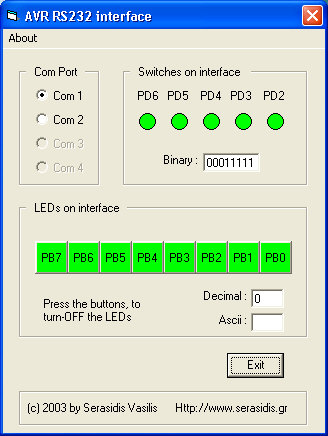 AVR RS232 interface
About
Com Port
Com 1
Com 2
Com 3
Com 4
Switches on interface
PD6 PD5 PD4 PD3 PD2
Binary : 00011111
LEDs on interface
PB7 PB6 PB5 PB4 PB3 PB2 PB1 PB0
Press the buttons, to
turn-OFF the LEDs
Decimal : 0
Ascii :
Exit
(c) 2003 by Serasidis Vasilis Http://www.serasidis.gr